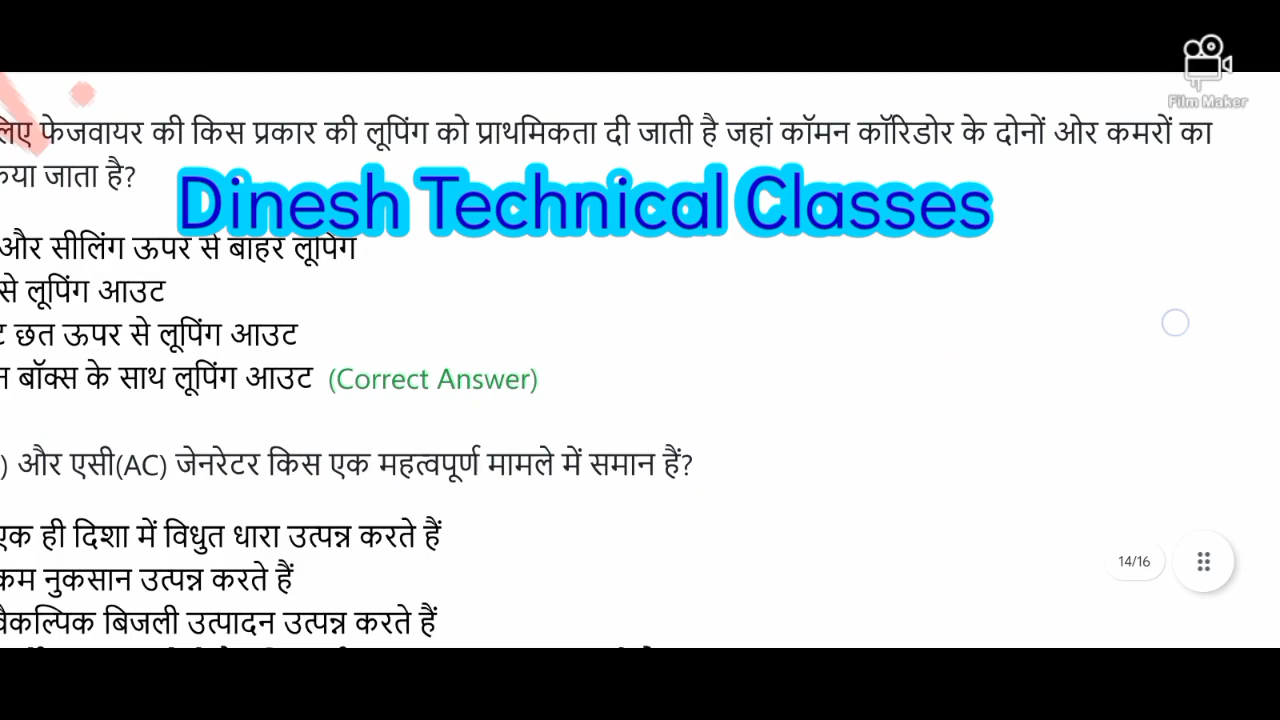 Film Maker
लिए फेजवायर की किस प्रकार की लूपिंग को प्राथमिकता दी जाती है जहां कॉमन कॉरिडोर के दोनों ओर कमरों का
जाता है?
Dinesh Technical Classes
और सीलिंग ऊपर से बाहर लूपिंग
से लूपिंग आउट
छत ऊपर से लूपिंग आउट
बॉक्स के साथ लूपिंग आउट (Correct Answer)
) और एसी(AC) जेनरेटर किस एक महत्वपूर्ण मामले में समान हैं?
एक ही दिशा में विधुत धारा उत्पन्न करते हैं
कम नुकसान उत्पन्न करते हैं
14/16
वैकल्पिक बिजली उत्पादन उत्पन्न करते हैं